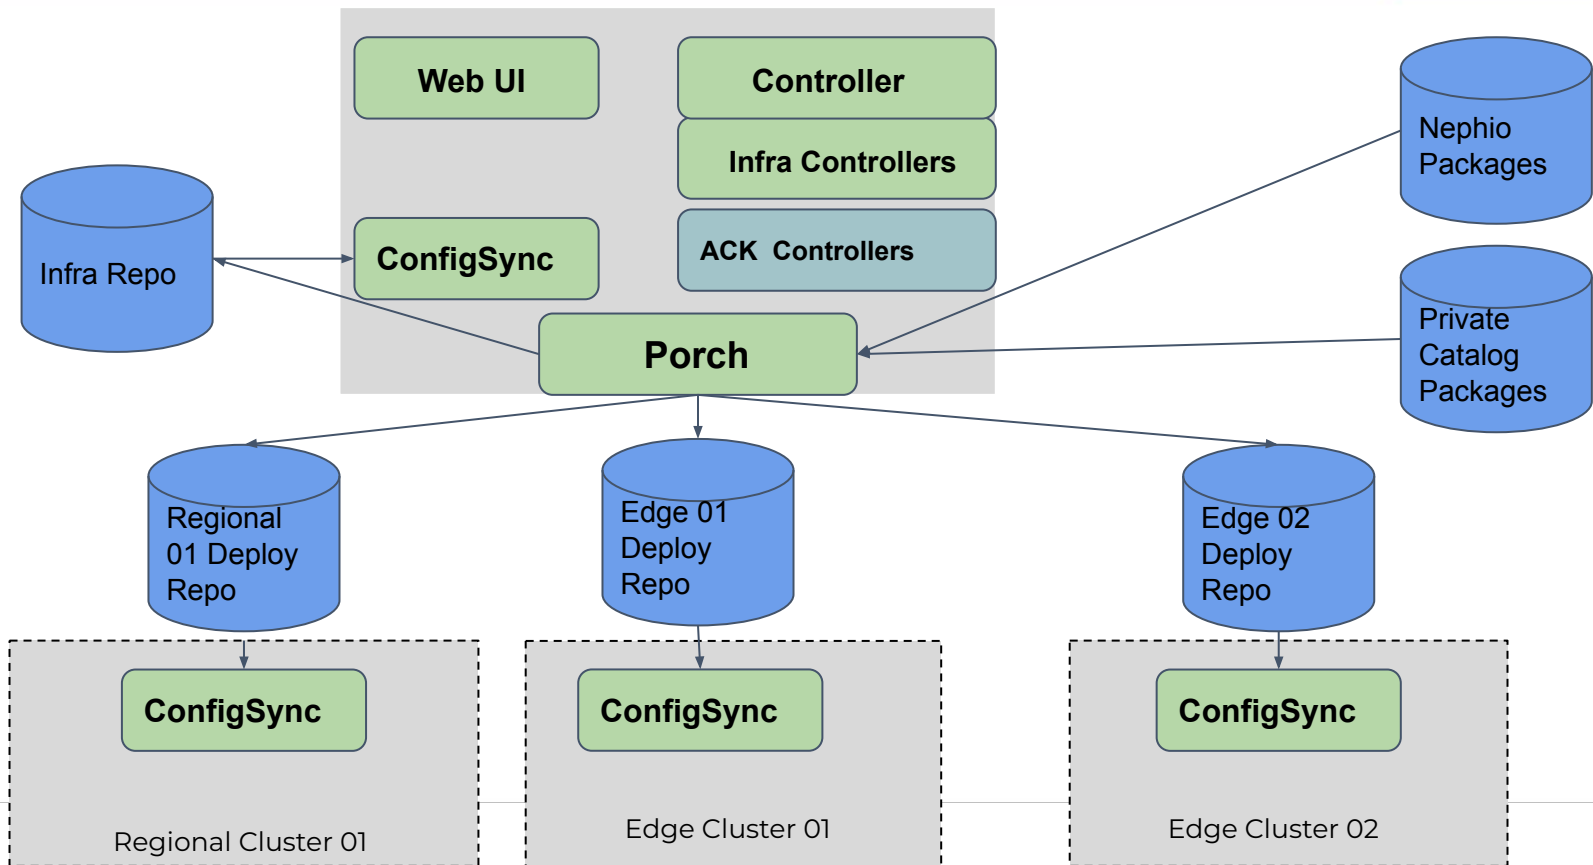 Web UI
Controller
Infra Controllers
ConfigSync
ACK  Controllers
Porch
Infra Repo
Nephio
Packages
Private
Catalog
Packages
Regional
01 Deploy
Repo
Edge 01
Deploy
Repo
Edge 02
Deploy
Repo
ConfigSync
ConfigSync
ConfigSync
Regional Cluster 01
Edge Cluster 01
Edge Cluster 02